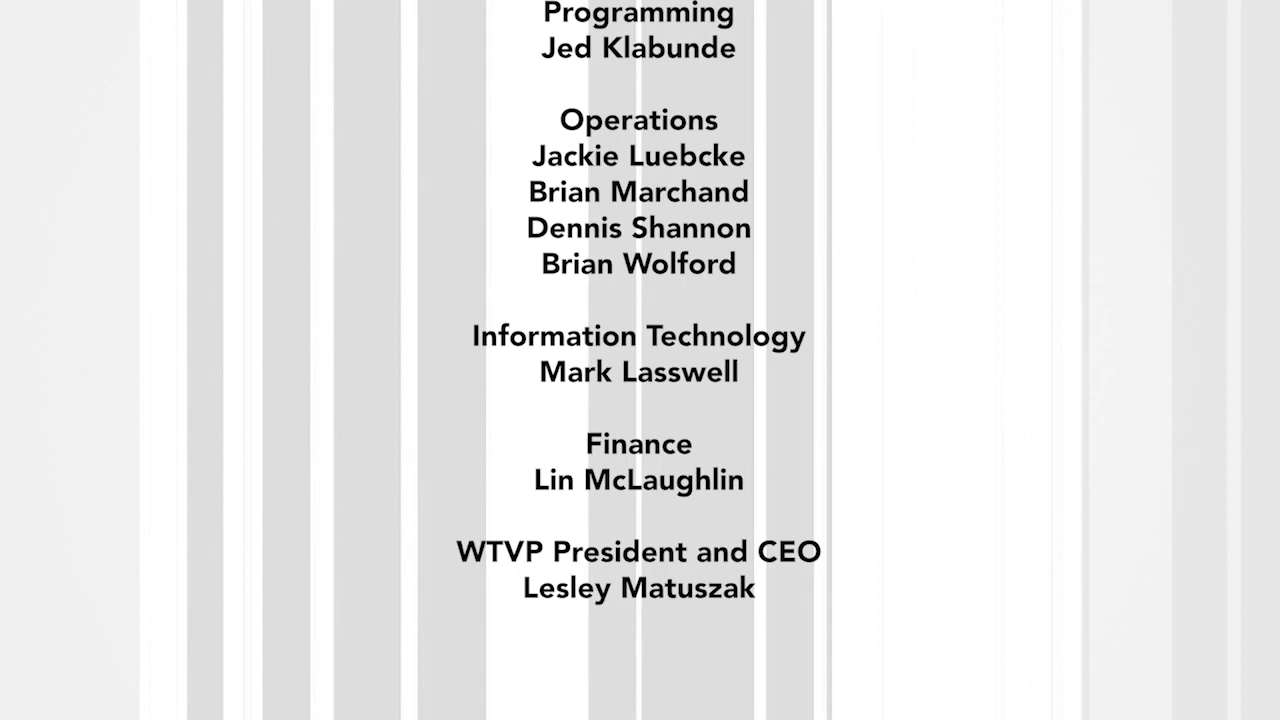 Programming
Jed Klabunde
Operations
Jackie Luebcke
Brian Marchand
Dennis Shannon
Brian Wolford
Information Technology
Mark Lasswell
Finance
Lin McLaughlin
WTVP President and CEO
Lesley Matuszak